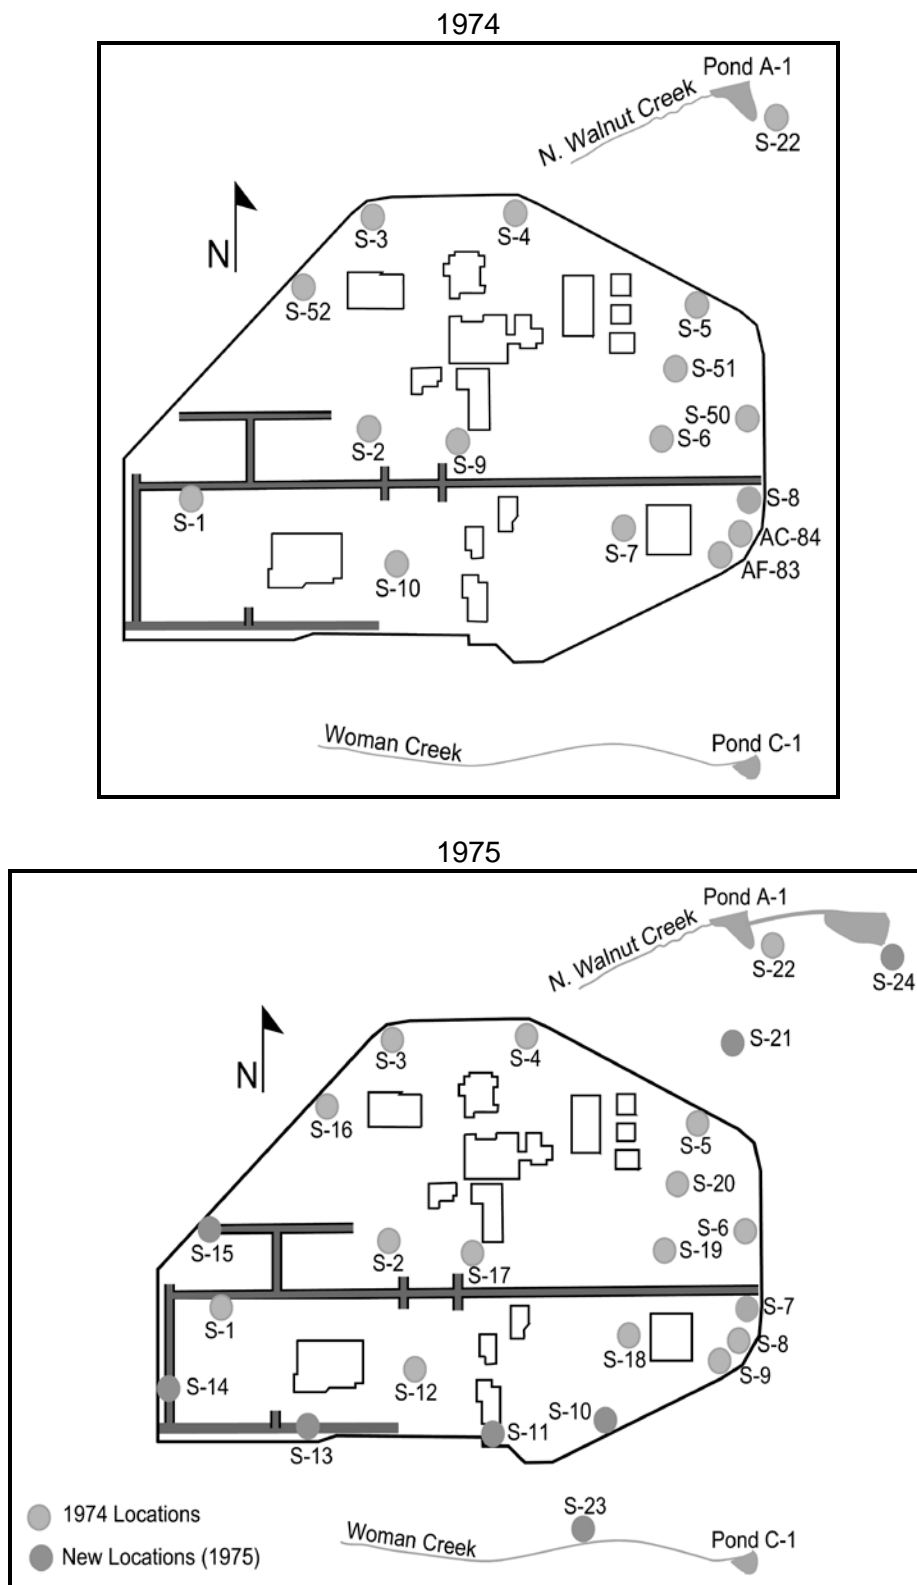 1974
Pond A-1
N. Walnut Creek
S-22
N
S-3
S-4
S-52
S-5
S-51
S-50
S-2
S-9
S-6
S-1
S-8
S-7
AC-84
S-10
AF-83
Woman Creek
Pond C-1
1975
Pond A-1
N. Walnut Creek
S-22
S-24
S-21
N
S-3
S-4
S-16
S-5
S-20
S-15
S-2
S-17
S-6
S-19
S-1
S-7
S-18
S-8
S-9
S-14
S-12
S-10
S-11
S-13
1974 Locations
New Locations (1975)
S-23
Woman Creek
Pond C-1